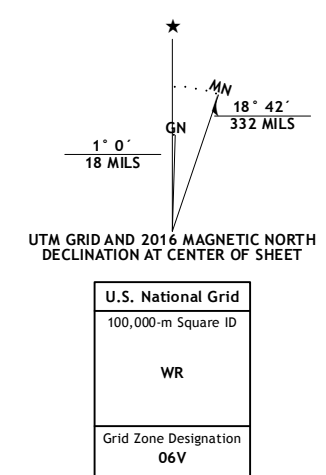 ★
MN
GN
18° 42´
332 MILS
1° 0´
18 MILS
UTM GRID AND 2016 MAGNETIC NORTH
DECLINATION AT CENTER OF SHEET
U.S. National Grid
100,000-m Square ID
WR
Grid Zone Designation
06V